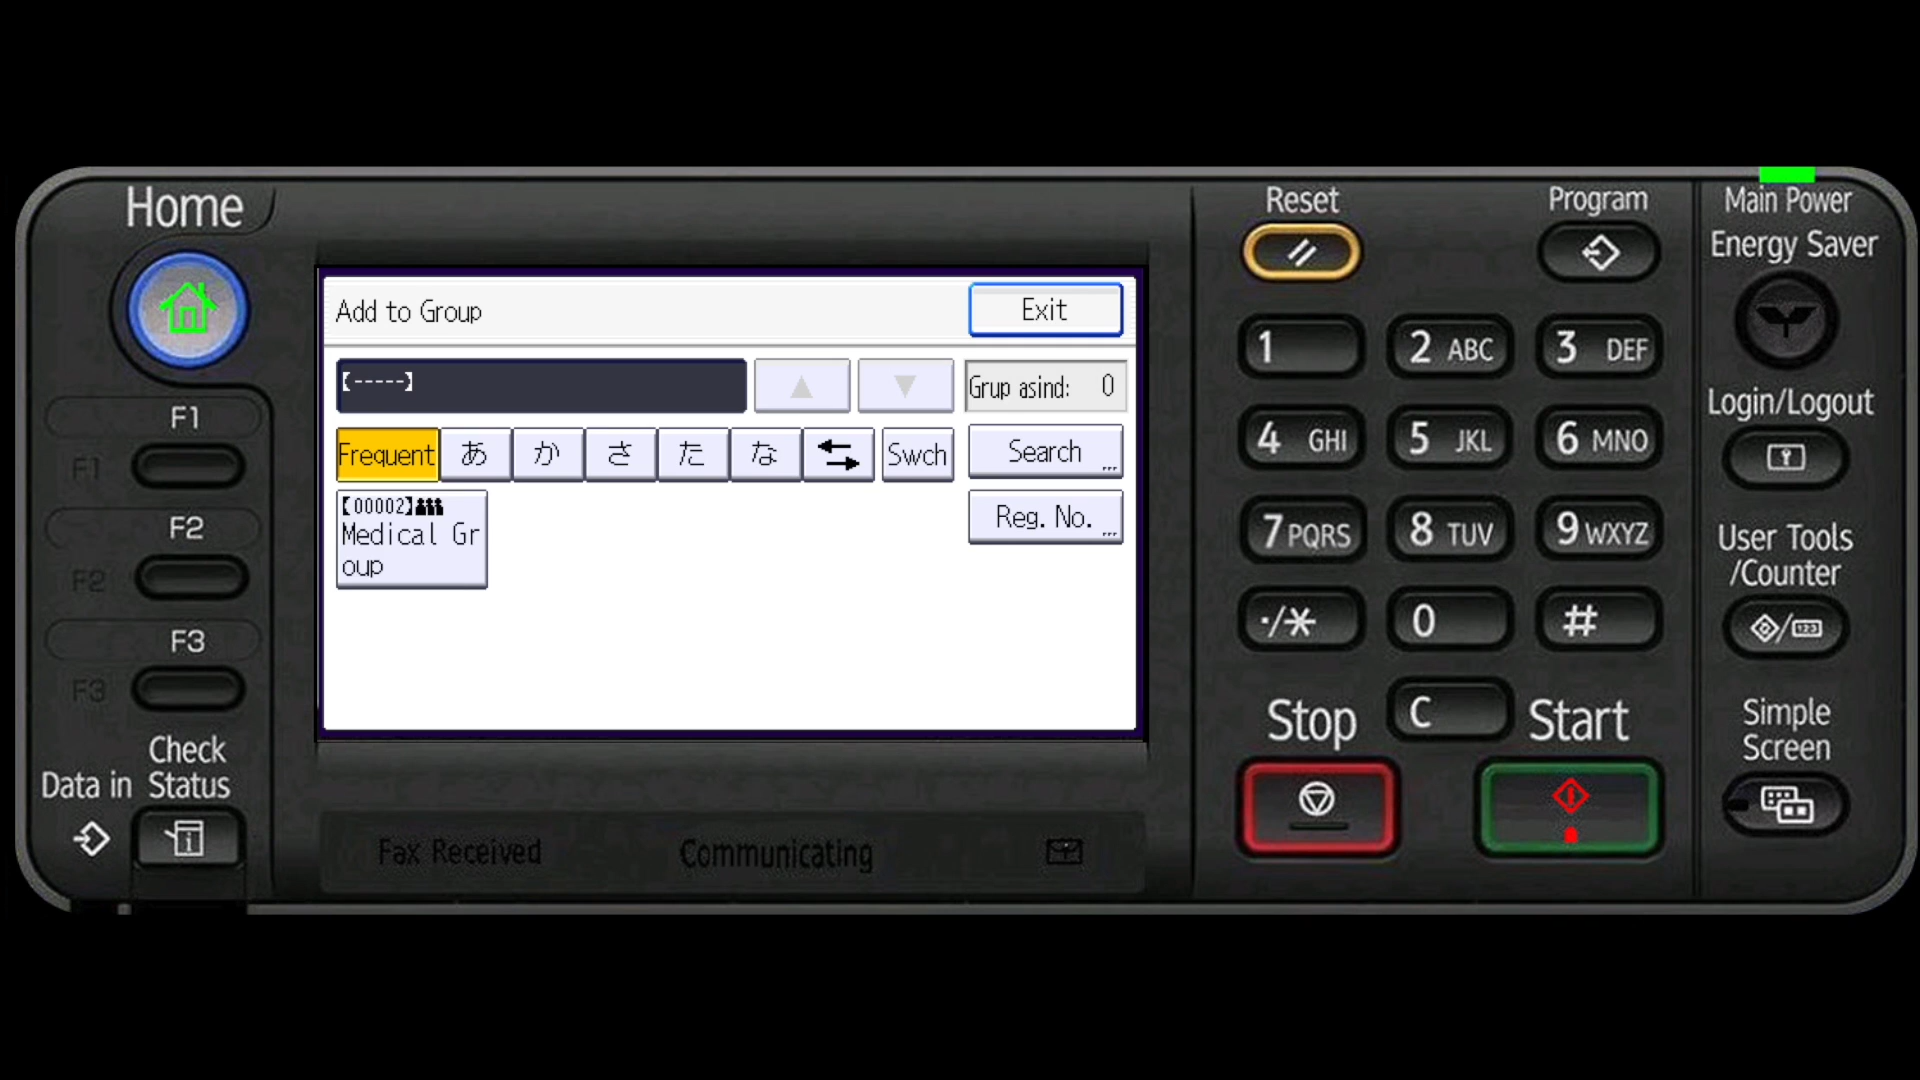 Home
F1
F1
F2
F2
F3
F3
Check
Data in Status
Add to Group
Exit
【-----】
▲
▼
Grup asind: 0
Frequent
あ
か
さ
た
な
Swch
Search
...
【00002】
Medical Gr
oup
Reg. No.
...
Fax Received
Communicating
Reset
Program
1
2 ABC
3 DEF
4 GHI
5 JKL
6 MNO
7 PQRS
8 TUV
9 WXYZ
·/✳
0
#
Stop
C
Start
Main Power
Energy Saver
Login/Logout
User Tools
/Counter
123
Simple
Screen